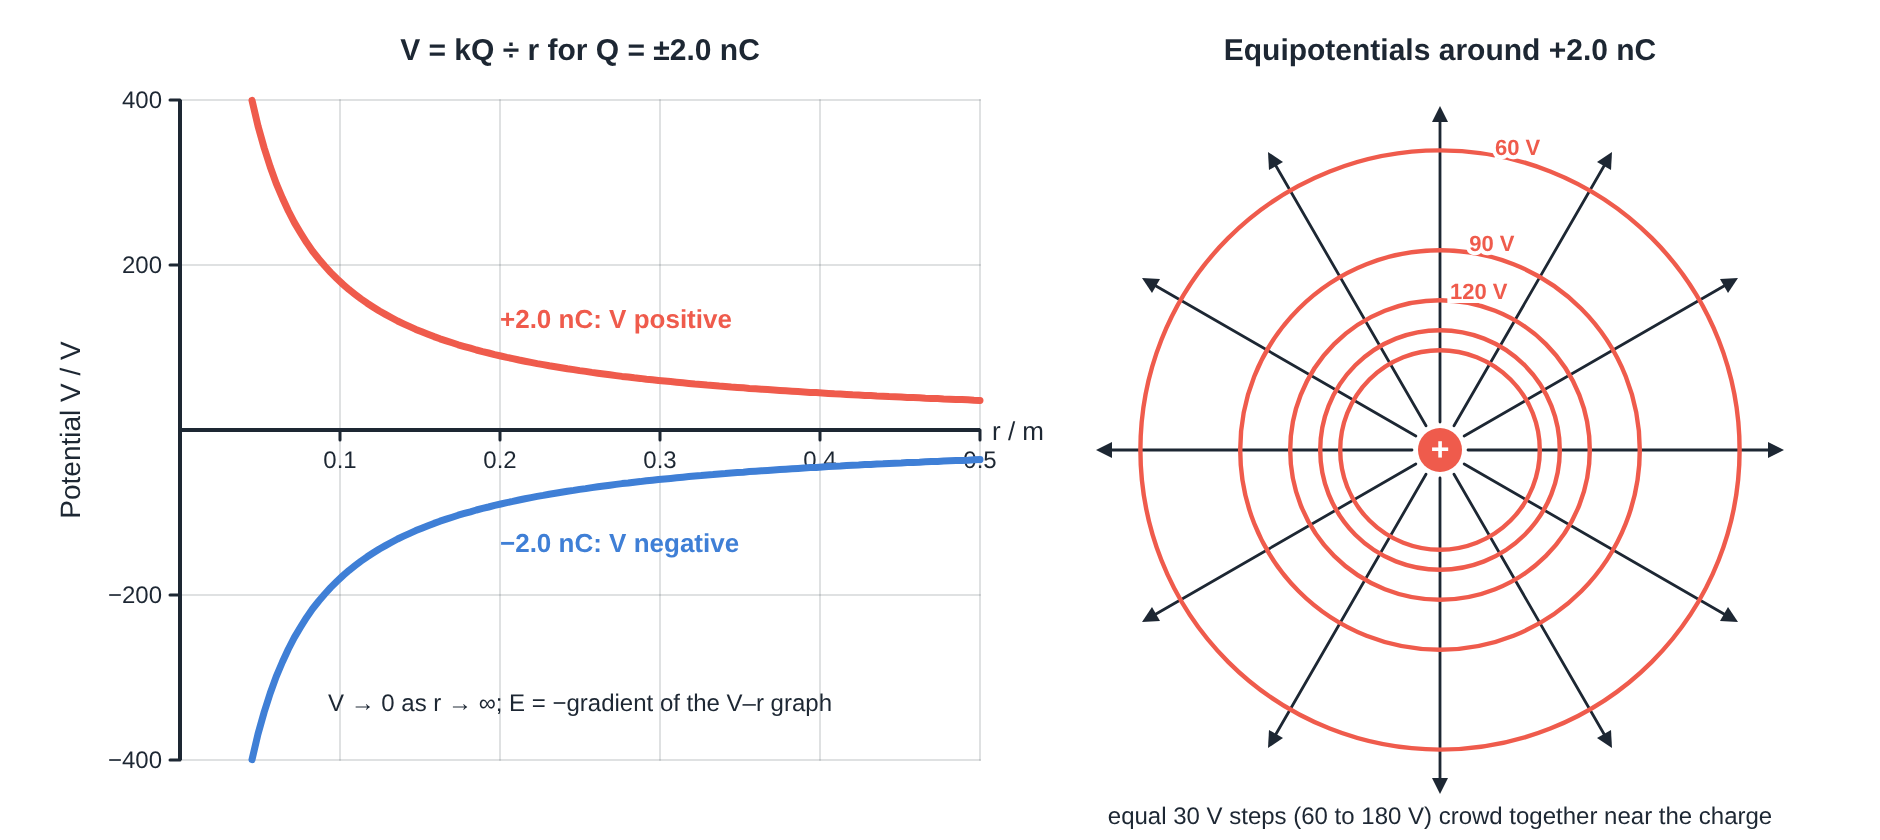 V = kQ ÷ r for Q = ±2.0 nC
400
200
−200
−400
Potential V / V
+2.0 nC: V positive
r / m
0.1
0.2
0.3
0.4
0.5
−2.0 nC: V negative
V → 0 as r → ∞; E = −gradient of the V–r graph
Equipotentials around +2.0 nC
60 V
90 V
120 V
+
equal 30 V steps (60 to 180 V) crowd together near the charge